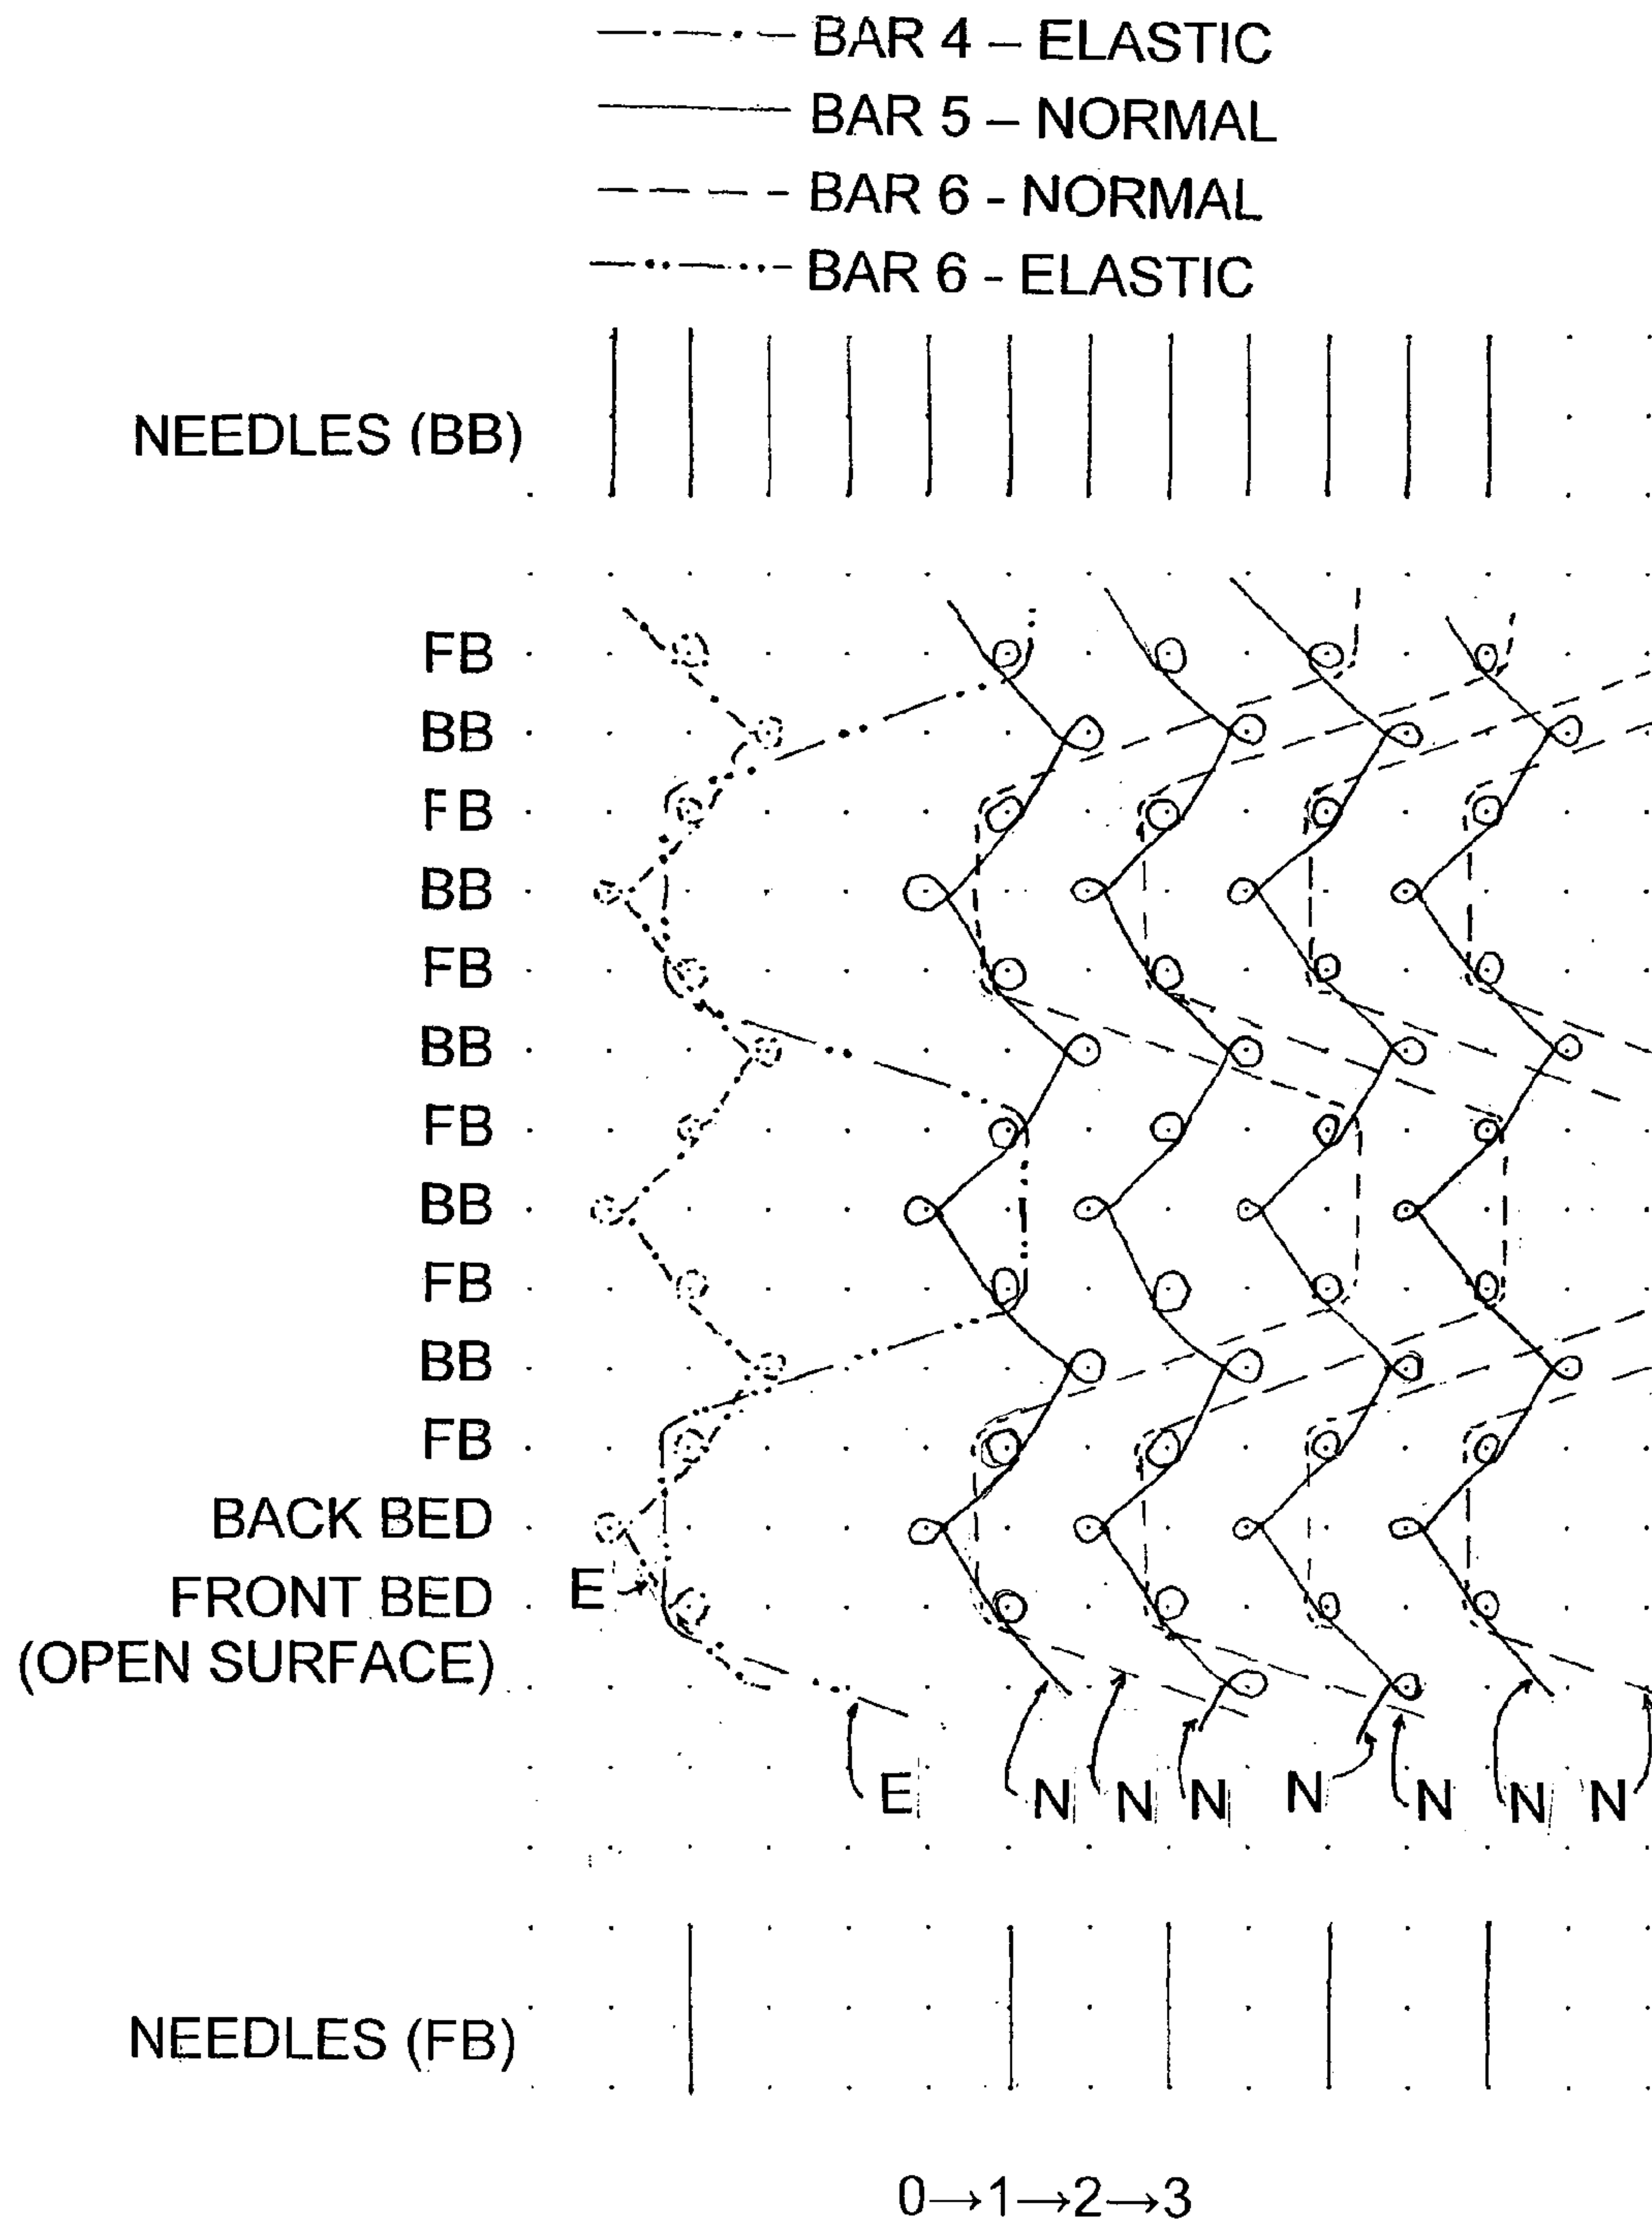 BAR 4 – ELASTIC
BAR 5 – NORMAL
BAR 6 - NORMAL
BAR 6 - ELASTIC
NEEDLES (BB)
FB
BB
FB
BB
FB
BB
FB
BB
FB
BB
FB
BACK BED
FRONT BED
(OPEN SURFACE)
E
E N N N N N N N
NEEDLES (FB)
0→1→2→3